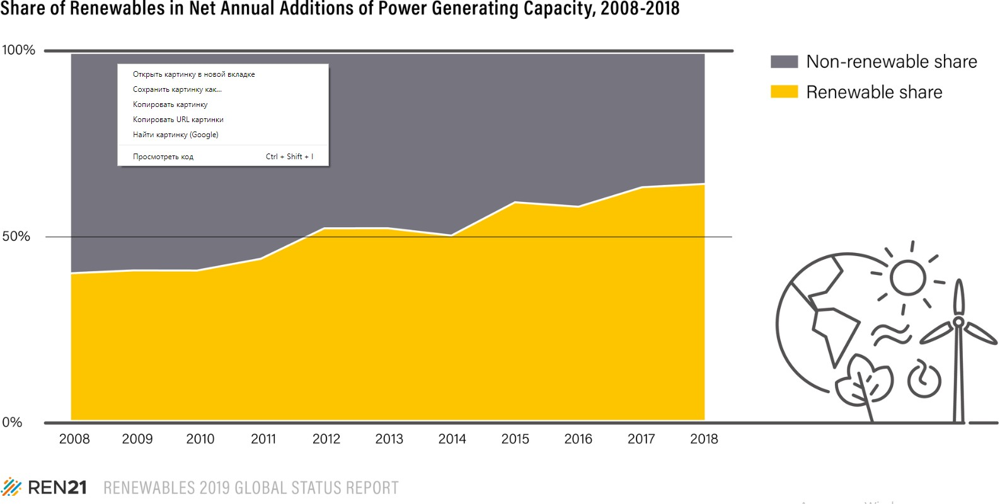 Share of Renewables in Net Annual Additions of Power Generating Capacity, 2008-2018
100%
Non-renewable share
Renewable share
Открыть картинку в новой вкладке
Сохранить картинку как...
Копировать картинку
Копировать URL картинки
Найти картинку (Google)
Просмотреть код Ctrl + Shift + I
50%
0%
2008 2009 2010 2011 2012 2013 2014 2015 2016 2017 2018
REN21 RENEWABLES 2019 GLOBAL STATUS REPORT